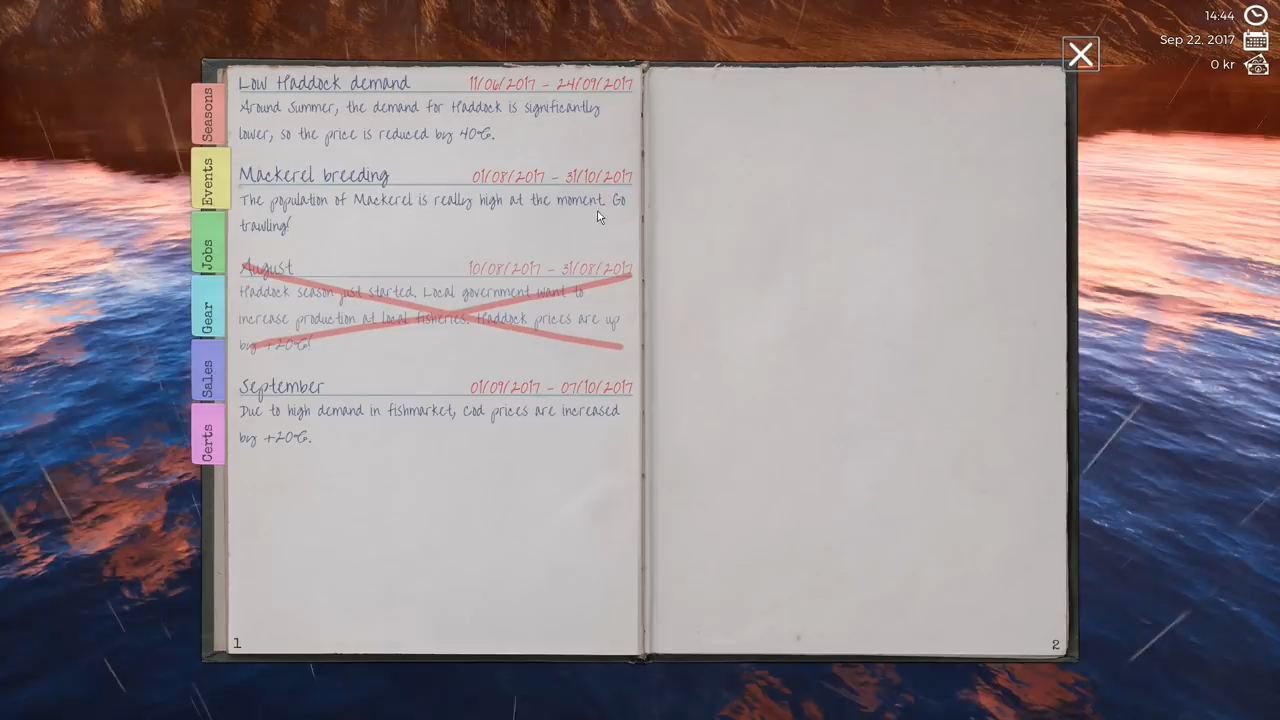 14:44
Sep 22, 2017
0 kr
Seasons
Events
Jobs
Gear
Sales
Certs
Low Haddock demand 11/06/2017 - 24/09/2017
Around Summer, the demand for Haddock is significantly
lower, so the price is reduced by 40%.
Mackerel breeding 01/08/2017 - 31/10/2017
The population of Mackerel is really high at the moment. Go
trawling!
August 10/08/2017 - 31/08/2017
Haddock season just started. Local government want to
increase production at local fisheries. Haddock prices are up
by +20%!
September 01/09/2017 - 07/10/2017
Due to high demand in fishmarket, Cod prices are increased
by +20%.
1
2